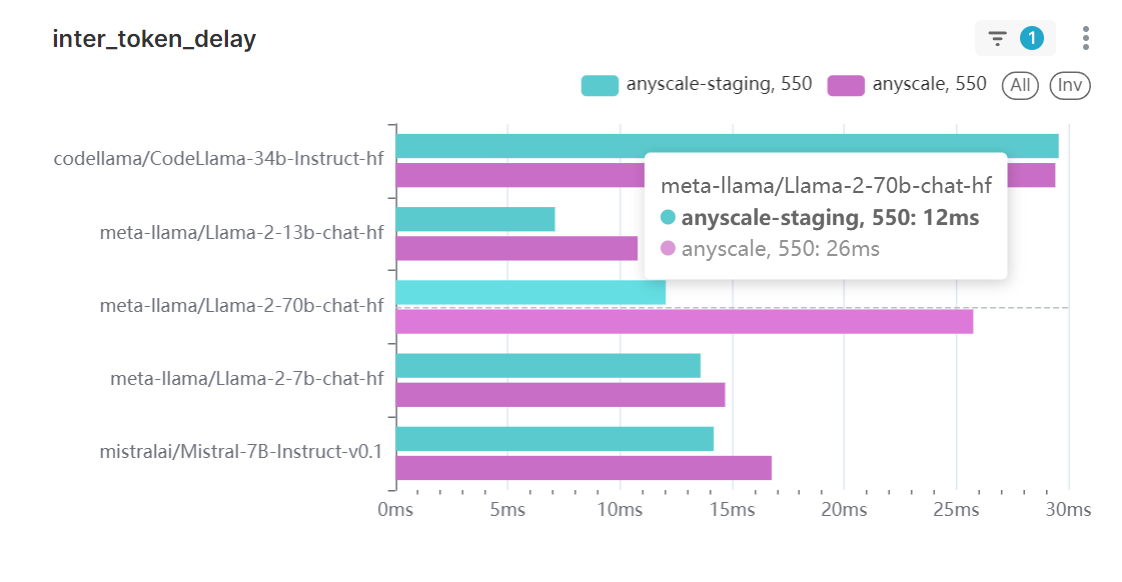 inter_token_delay
1
anyscale-staging, 550 anyscale, 550 All Inv
codellama/CodeLlama-34b-Instruct-hf
meta-llama/Llama-2-70b-chat-hf
anyscale-staging, 550: 12ms
anyscale, 550: 26ms
meta-llama/Llama-2-13b-chat-hf
meta-llama/Llama-2-70b-chat-hf
meta-llama/Llama-2-7b-chat-hf
mistralai/Mistral-7B-Instruct-v0.1
0ms 5ms 10ms 15ms 20ms 25ms 30ms